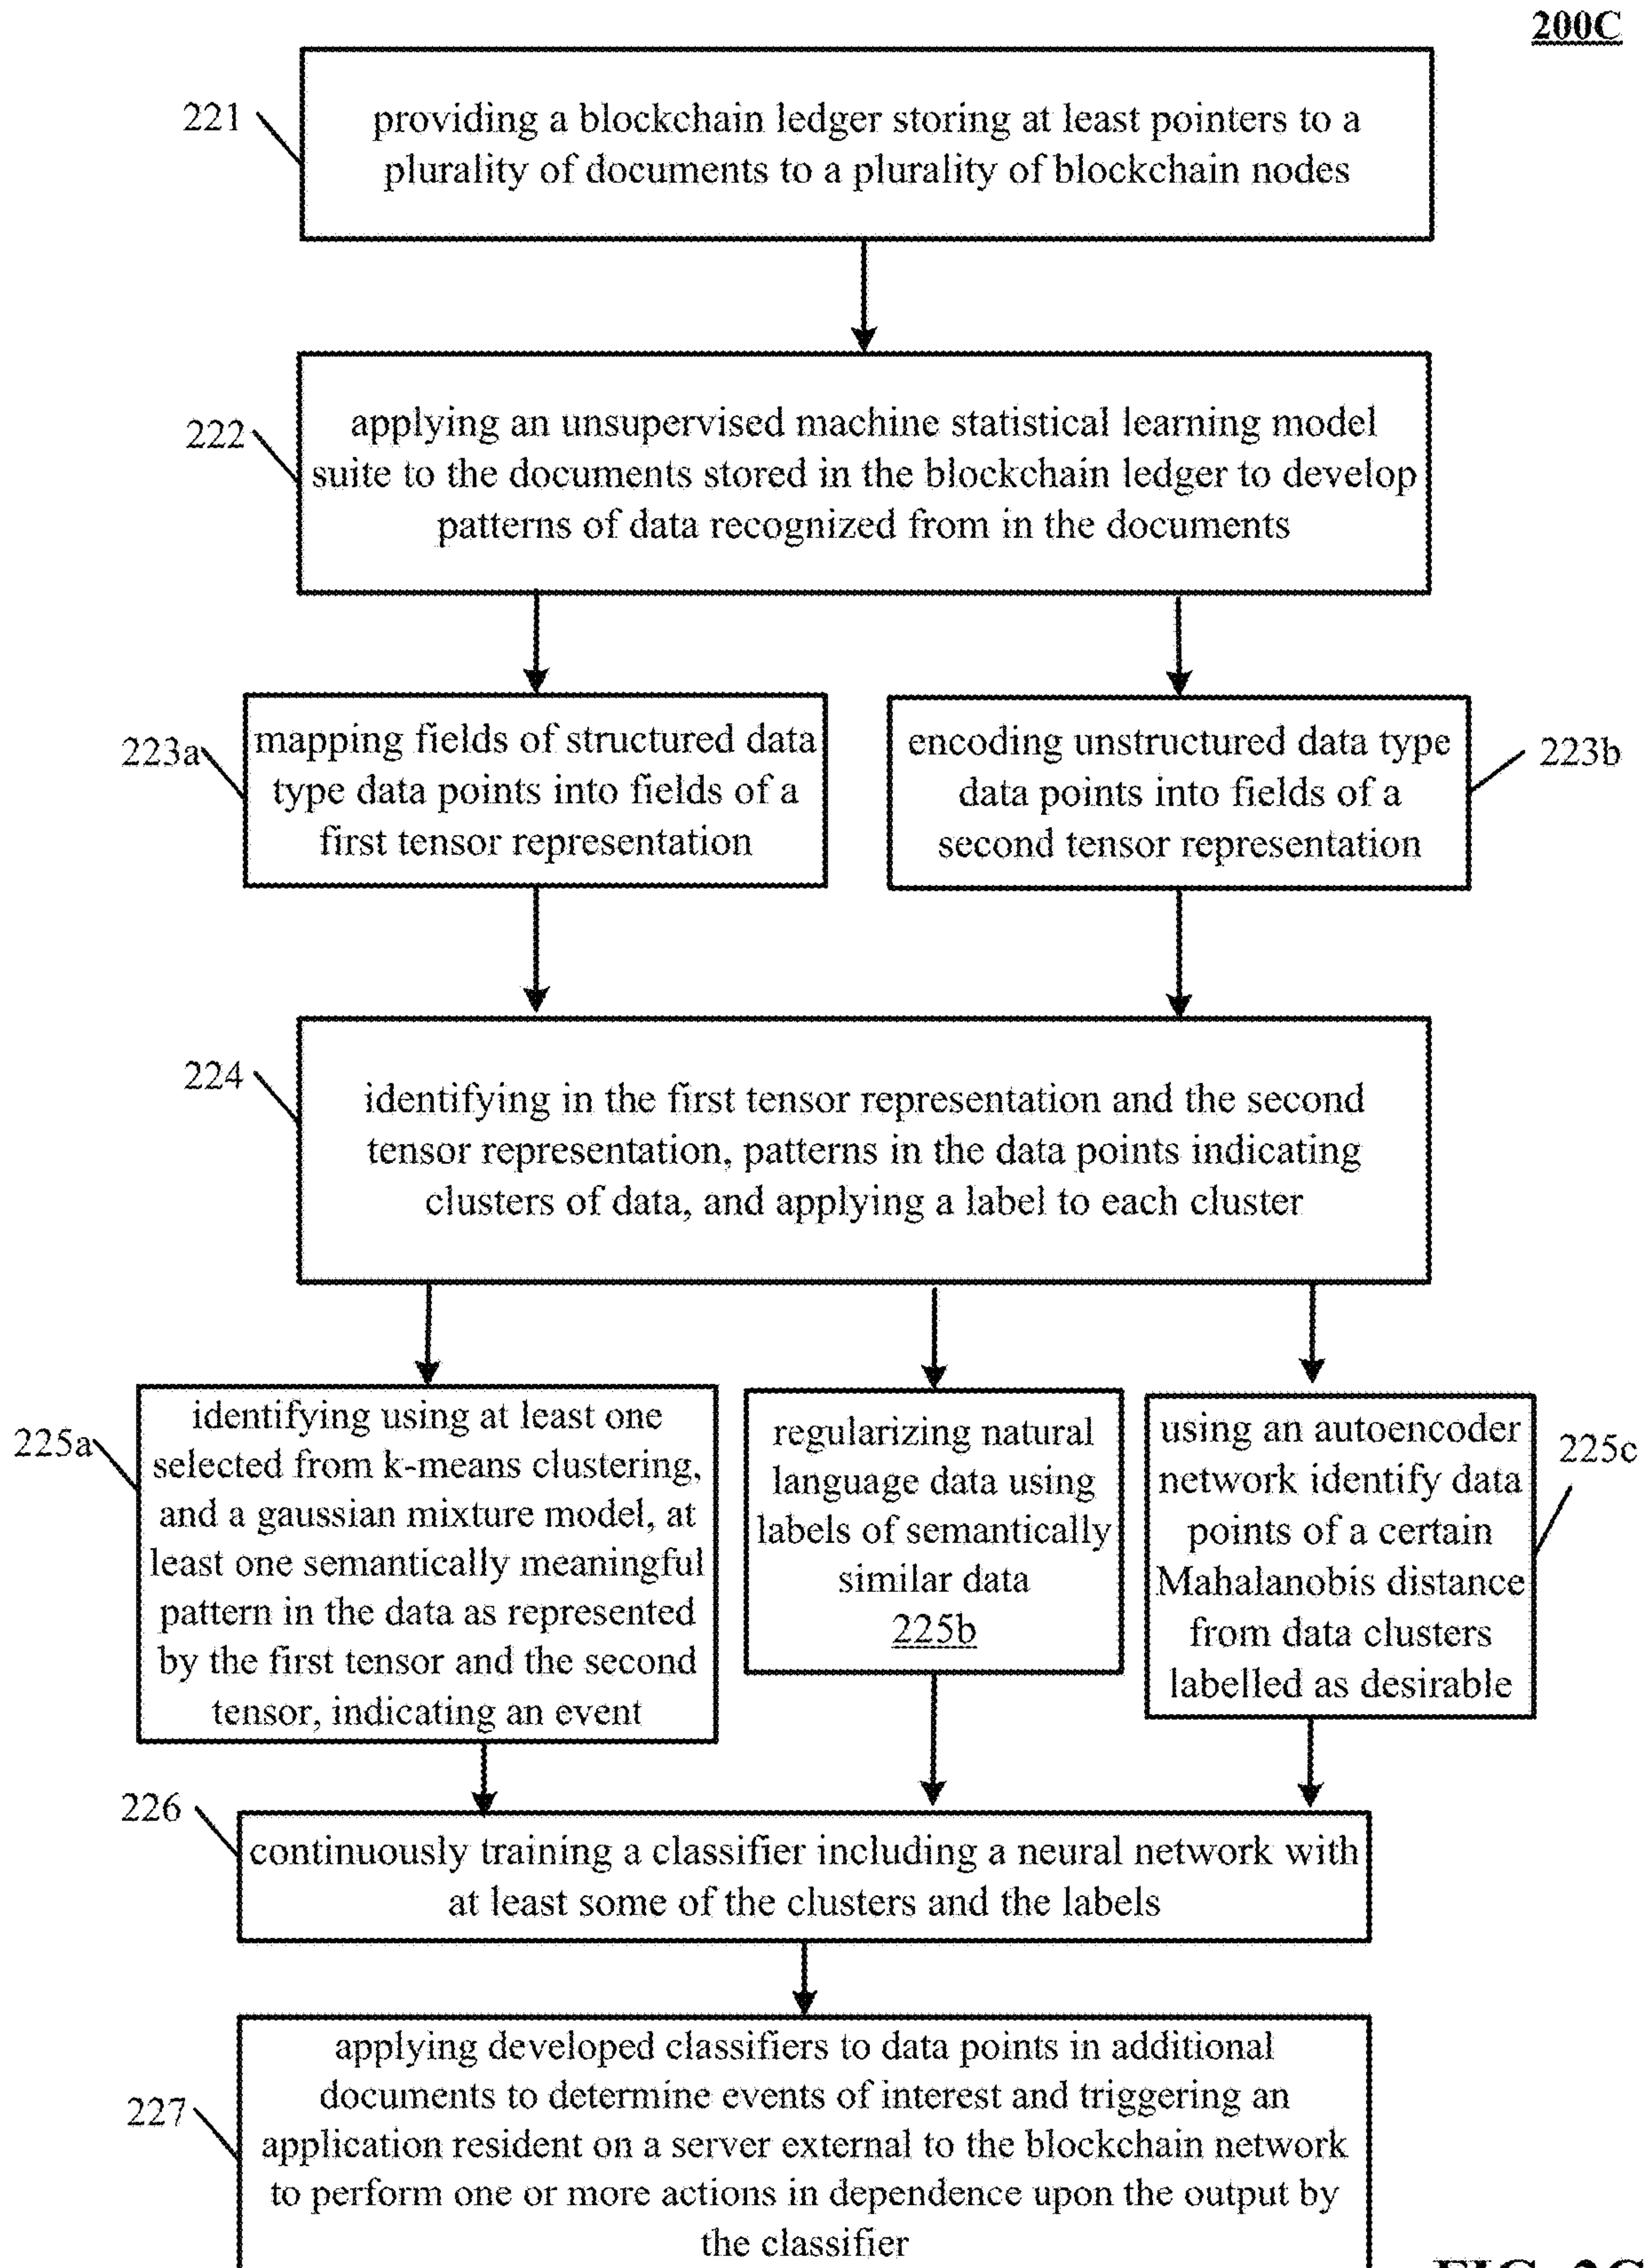 200C
221
providing a blockchain ledger storing at least pointers to a
plurality of documents to a plurality of blockchain nodes
222
applying an unsupervised machine statistical learning model
suite to the documents stored in the blockchain ledger to develop
patterns of data recognized from in the documents
223a
mapping fields of structured data
type data points into fields of a
first tensor representation
encoding unstructured data type
data points into fields of a
second tensor representation
223b
224
identifying in the first tensor representation and the second
tensor representation, patterns in the data points indicating
clusters of data, and applying a label to each cluster
225a
identifying using at least one
selected from k-means clustering,
and a gaussian mixture model, at
least one semantically meaningful
pattern in the data as represented
by the first tensor and the second
tensor, indicating an event
regularizing natural
language data using
labels of semantically
similar data
225b
using an autoencoder
network identify data
points of a certain
Mahalanobis distance
from data clusters
labelled as desirable
225c
226
continuously training a classifier including a neural network with
at least some of the clusters and the labels
227
applying developed classifiers to data points in additional
documents to determine events of interest and triggering an
application resident on a server external to the blockchain network
to perform one or more actions in dependence upon the output by
the classifier